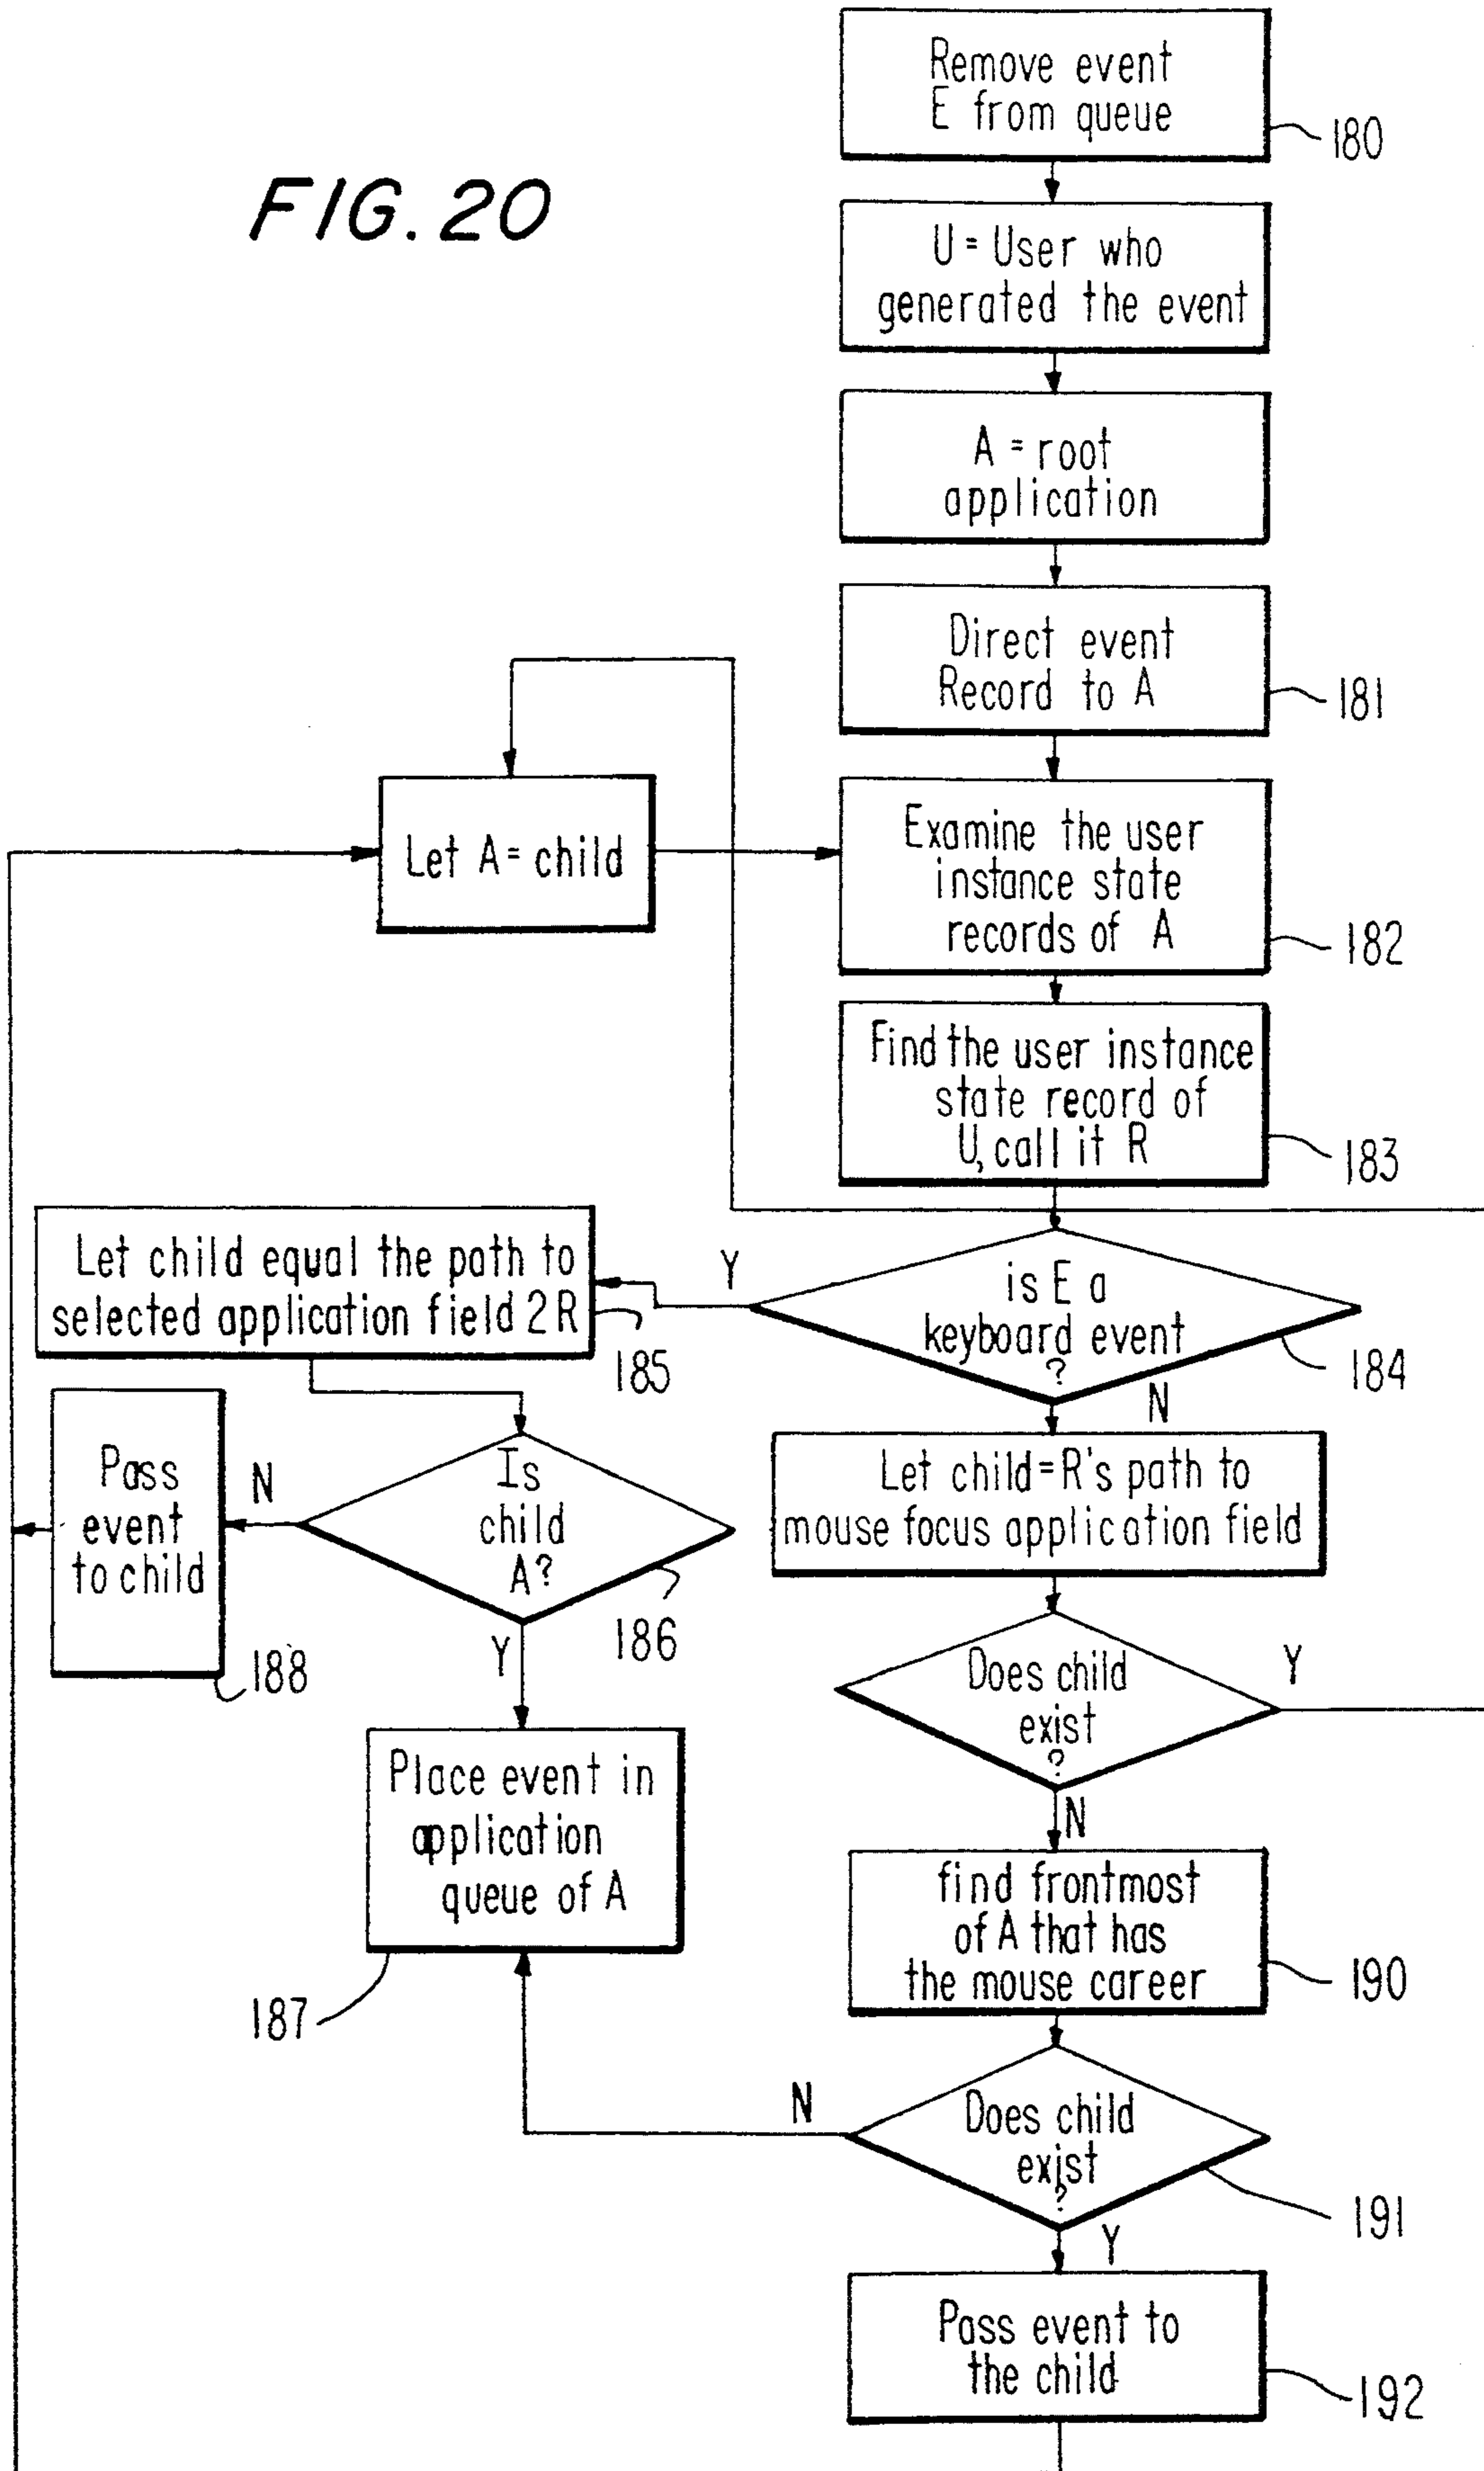 FIG. 20
Remove event
E from queue
180
U = User who
generated the event
A = root
application
Direct event
Record to A
181
Let A = child
Examine the user
instance state
records of A
182
Find the user instance
state record of
U, call it R
183
Let child equal the path to
selected application field 2 R
185
Y
is E a
keyboard event
?
184
N
Pass
event
to child
188
N
Is
child
A?
186
Y
Let child = R's path to
mouse focus application field
Does child
exist
?
Y
N
Place event in
application
queue of A
187
find frontmost
of A that has
the mouse career
190
N
Does child
exist
?
191
Y
Pass event to
the child
192